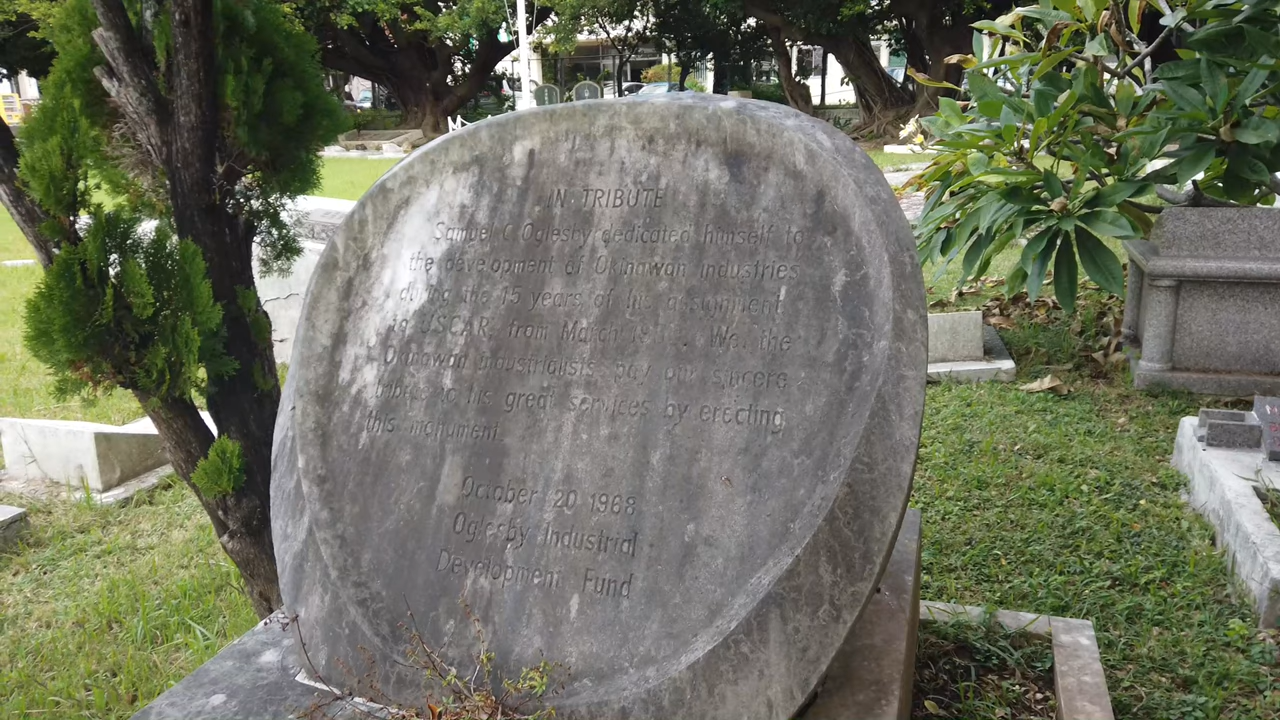 IN TRIBUTE
Samuel C Oglesby dedicated himself to
the development of Okinawan industries
during the 15 years of his assignment
in USCAR, from March We, the
Okinawan industrialists, pay our sincere
tribute to his great services by erecting
this monument
October 20 1968
Oglesby Industrial
Development Fund